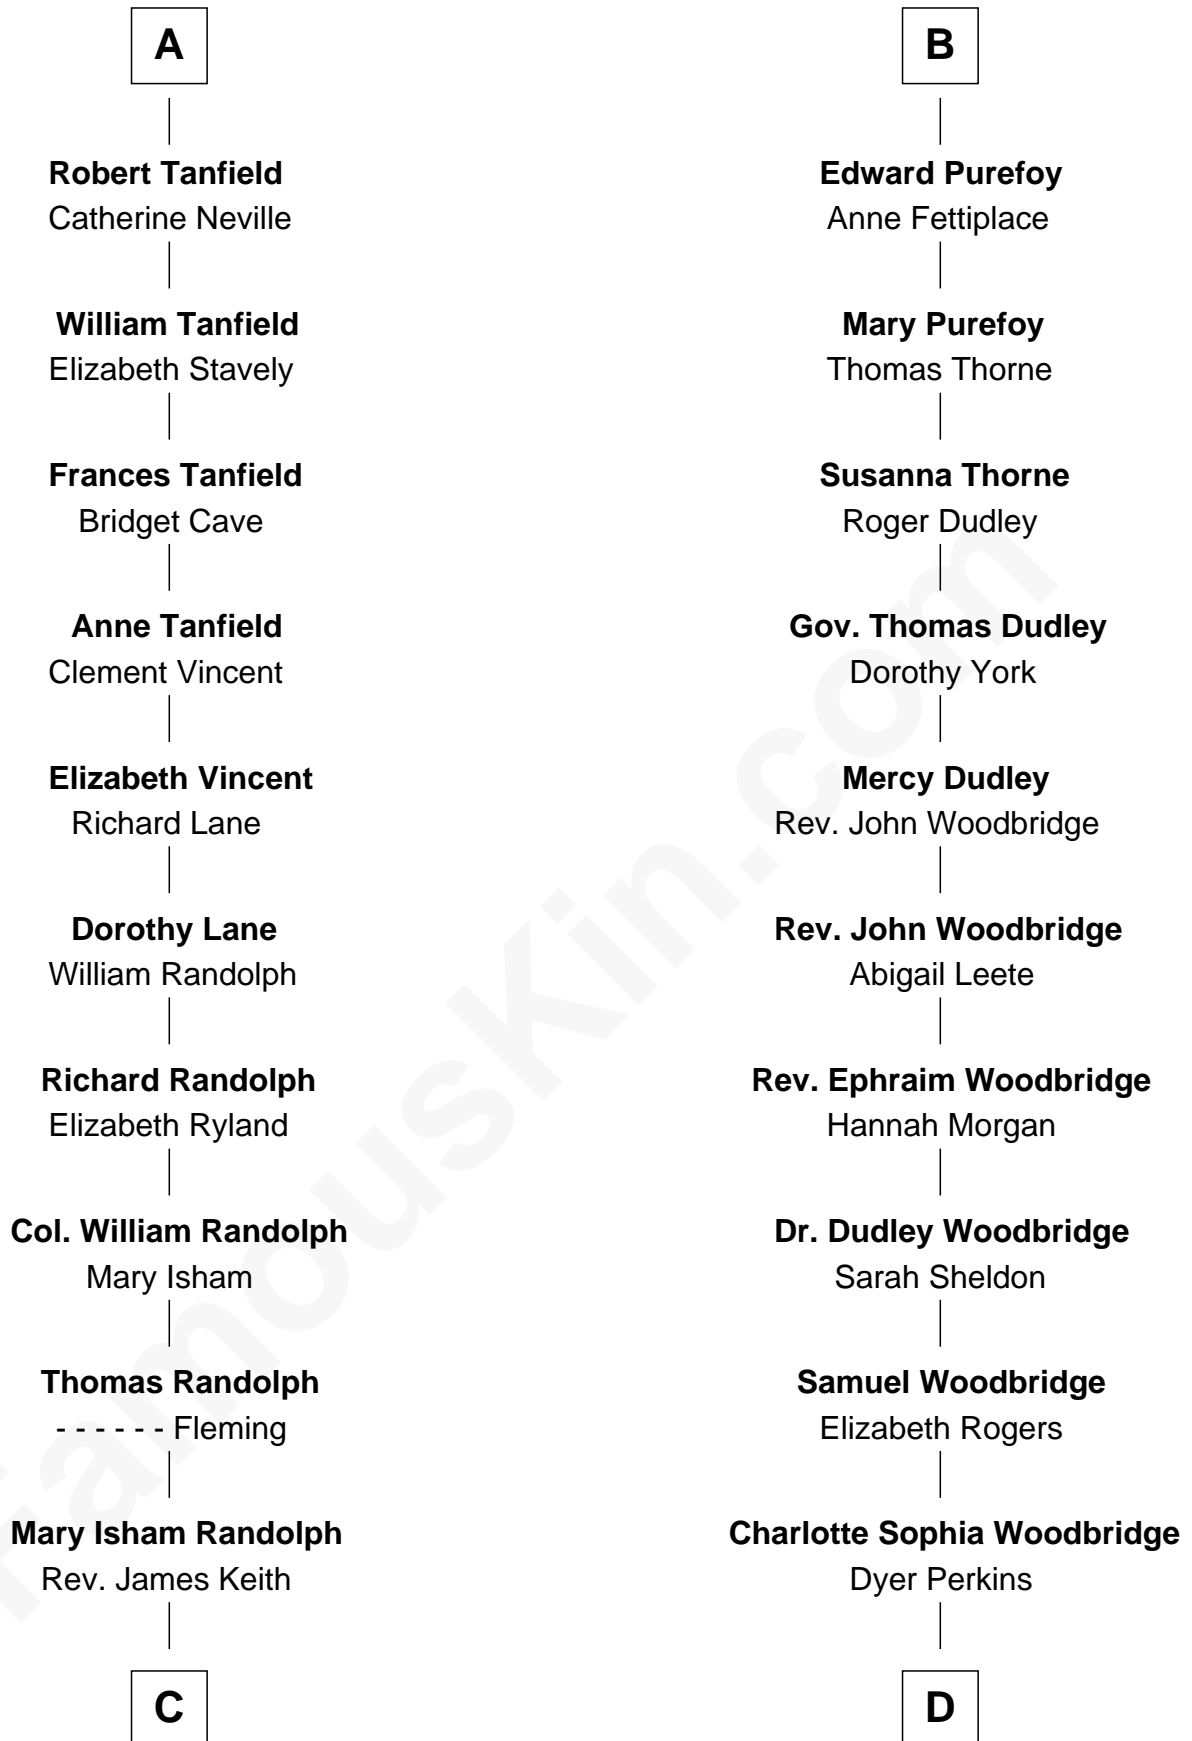 A
Robert Tanfield
Catherine Neville
William Tanfield
Elizabeth Stavely
Frances Tanfield
Bridget Cave
Anne Tanfield
Clement Vincent
Elizabeth Vincent
Richard Lane
Dorothy Lane
William Randolph
Richard Randolph
Elizabeth Ryland
Col. William Randolph
Mary Isham
Thomas Randolph
- - - - - - Fleming
Mary Isham Randolph
Rev. James Keith
C
B
Edward Purefoy
Anne Fettiplace
Mary Purefoy
Thomas Thorne
Susanna Thorne
Roger Dudley
Gov. Thomas Dudley
Dorothy York
Mercy Dudley
Rev. John Woodbridge
Rev. John Woodbridge
Abigail Leete
Rev. Ephraim Woodbridge
Hannah Morgan
Dr. Dudley Woodbridge
Sarah Sheldon
Samuel Woodbridge
Elizabeth Rogers
Charlotte Sophia Woodbridge
Dyer Perkins
D
FamousKin.com